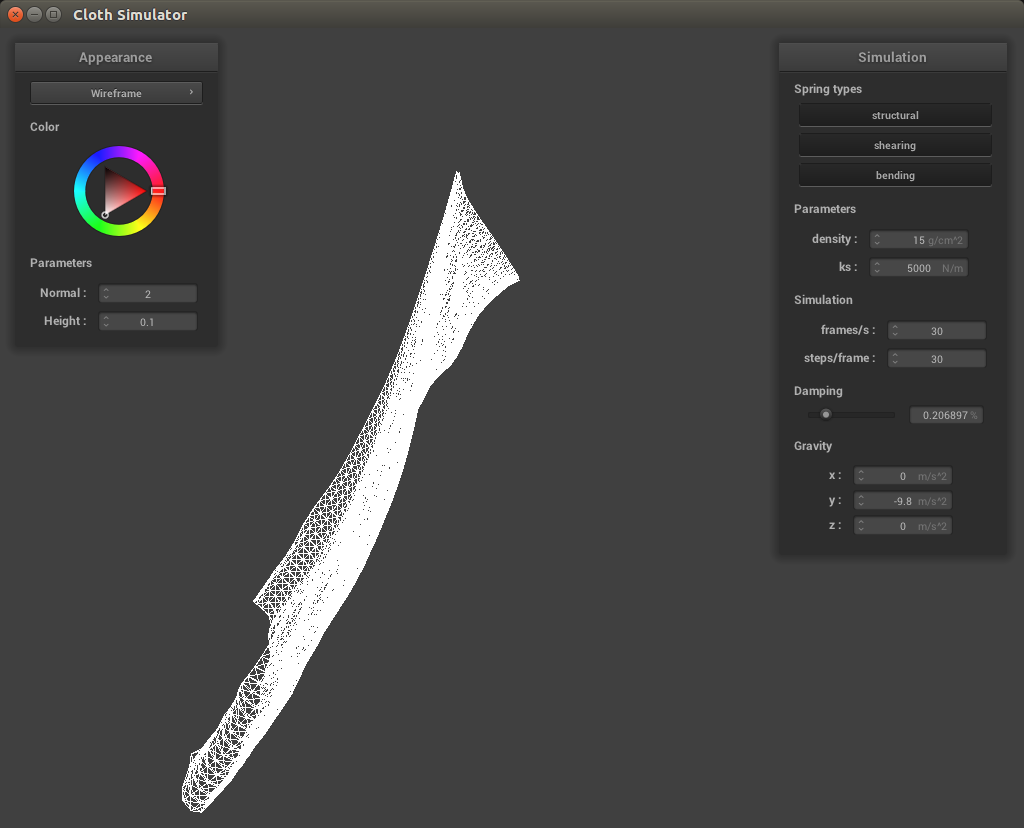 Cloth Simulator
Appearance
Wireframe ›
Color
Parameters
Normal : 2
Height : 0.1
Simulation
Spring types
structural
shearing
bending
Parameters
density : 15 g/cm^2
ks : 5000 N/m
Simulation
frames/s : 30
steps/frame : 30
Damping
0.206897 %
Gravity
x : 0 m/s^2
y : -9.8 m/s^2
z : 0 m/s^2